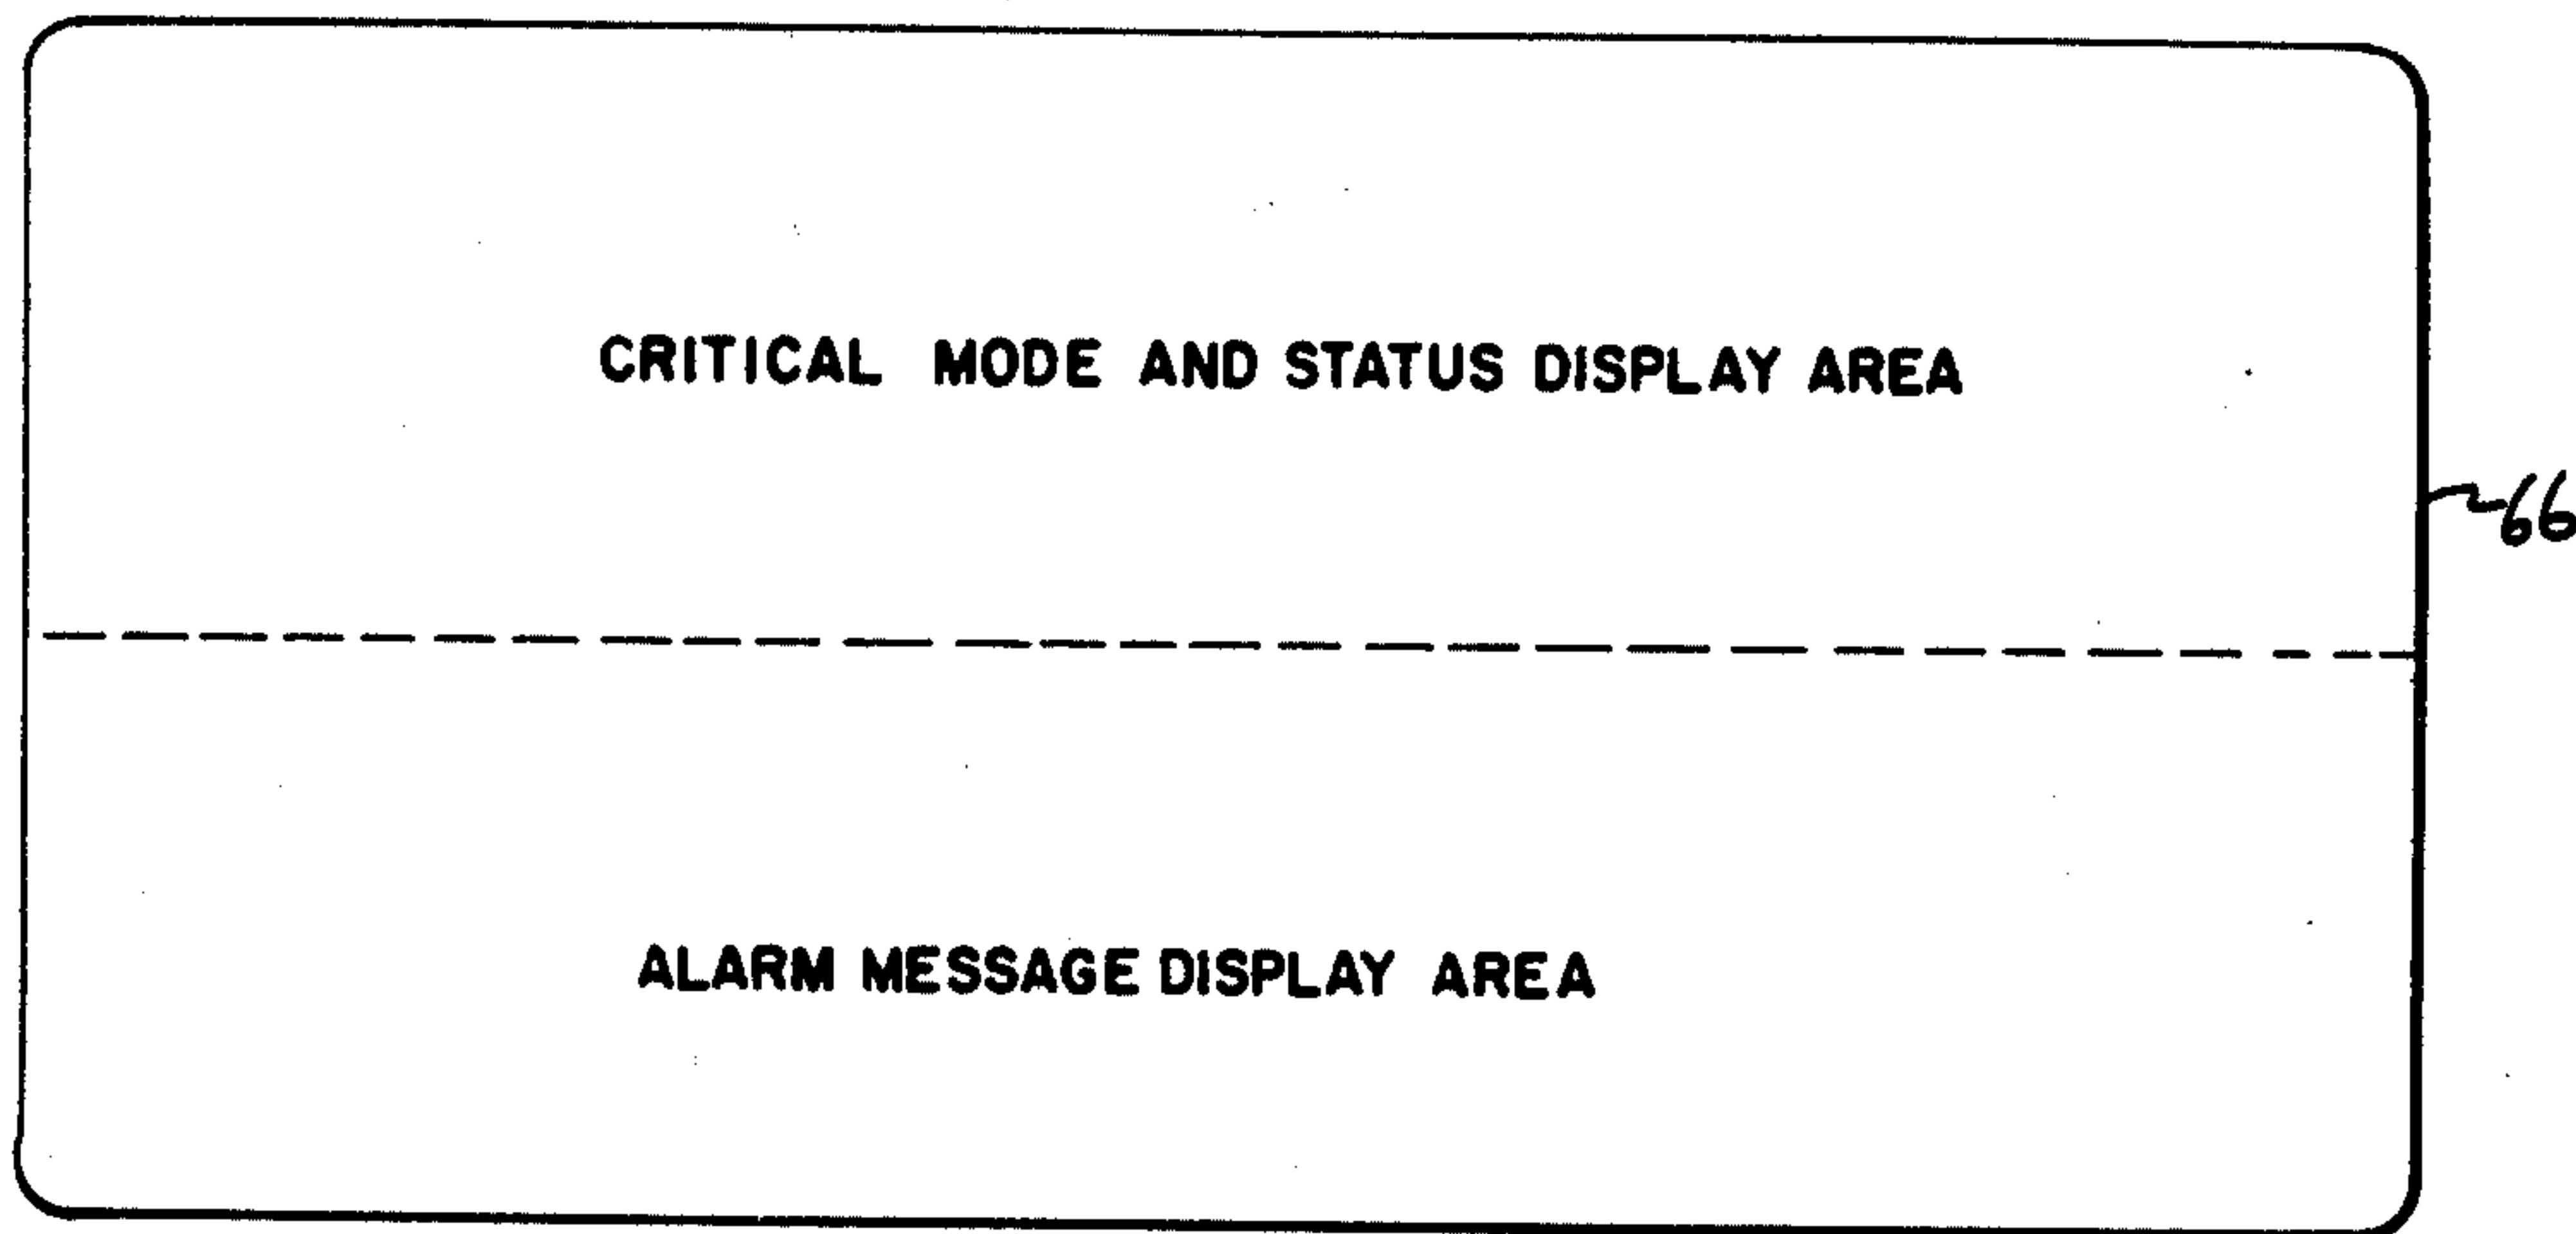 CRITICAL MODE AND STATUS DISPLAY AREA
66
ALARM MESSAGE DISPLAY AREA